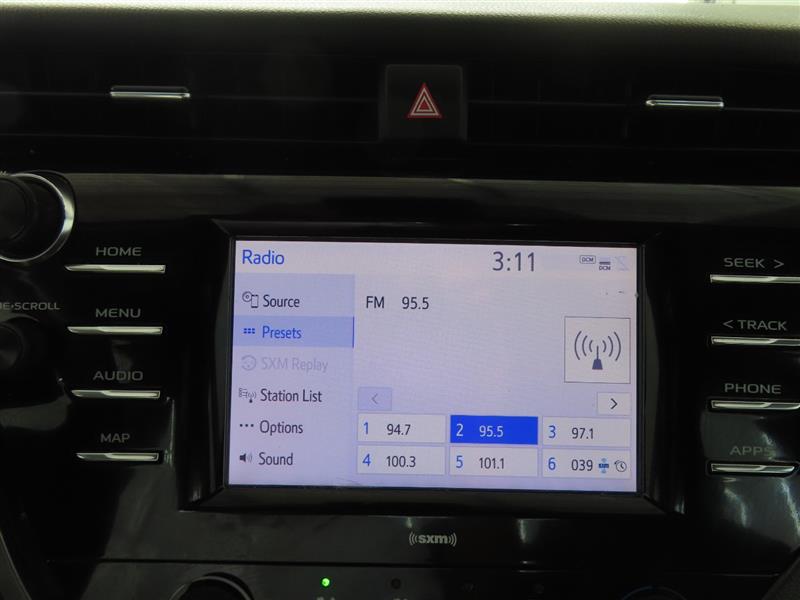 HOME
MENU
AUDIO
MAP
E•SCROLL
Radio
3:11
DCM
DCM
Source
Presets
SXM Replay
Station List
Options
Sound
FM 95.5
<
>
1 94.7
2 95.5
3 97.1
4 100.3
5 101.1
6 039
SEEK >
< TRACK
PHONE
APPS
((sxm))